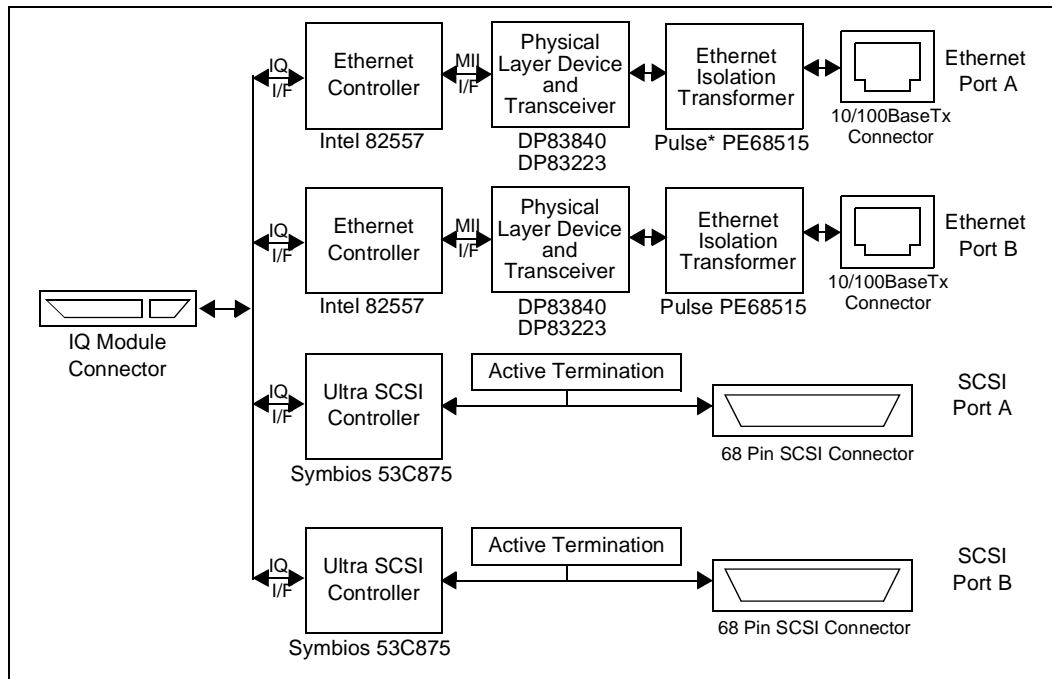 IQ
I/F
Ethernet
Controller
Intel 82557
MII
I/F
Physical
Layer Device
and
Transceiver
DP83840
DP83223
Ethernet
Isolation
Transformer
Pulse* PE68515
10/100BaseTx
Connector
Ethernet
Port A
IQ
I/F
Ethernet
Controller
Intel 82557
MII
I/F
Physical
Layer Device
and
Transceiver
DP83840
DP83223
Ethernet
Isolation
Transformer
Pulse PE68515
10/100BaseTx
Connector
Ethernet
Port B
IQ Module
Connector
IQ
I/F
Ultra SCSI
Controller
Symbios 53C875
Active Termination
68 Pin SCSI Connector
SCSI
Port A
IQ
I/F
Ultra SCSI
Controller
Symbios 53C875
Active Termination
68 Pin SCSI Connector
SCSI
Port B